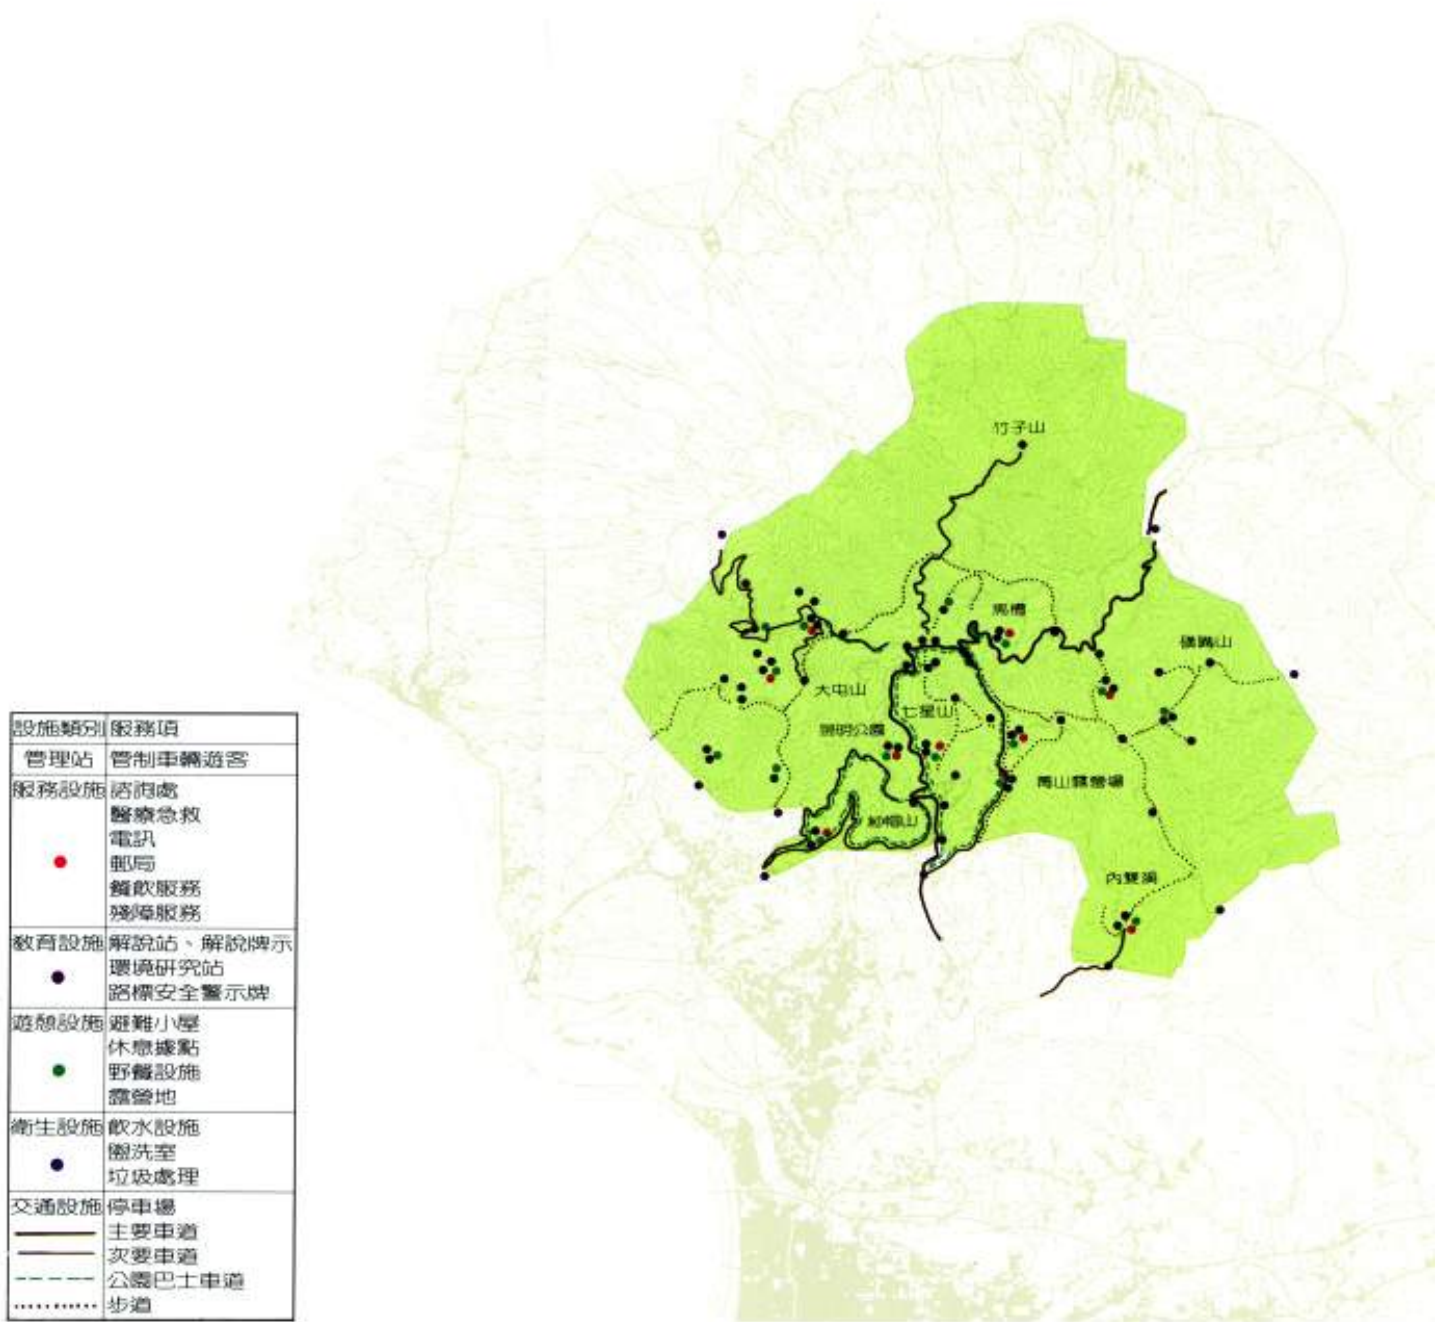 竹子山
馬槽
磺嘴山
大屯山
七星山
陽明公園
菁山露營場
紗帽山
內雙溪
設施類別 服務項
管理站 管制車輛遊客
服務設施 諮詢處
醫療急救
電訊
郵局
餐飲服務
殘障服務
教育設施 解說站、解說牌示
環境研究站
路標安全警示牌
遊憩設施 避難小屋
休息據點
野餐設施
露營地
衛生設施 飲水設施
盥洗室
垃圾處理
交通設施 停車場
主要車道
次要車道
公園巴士車道
步道